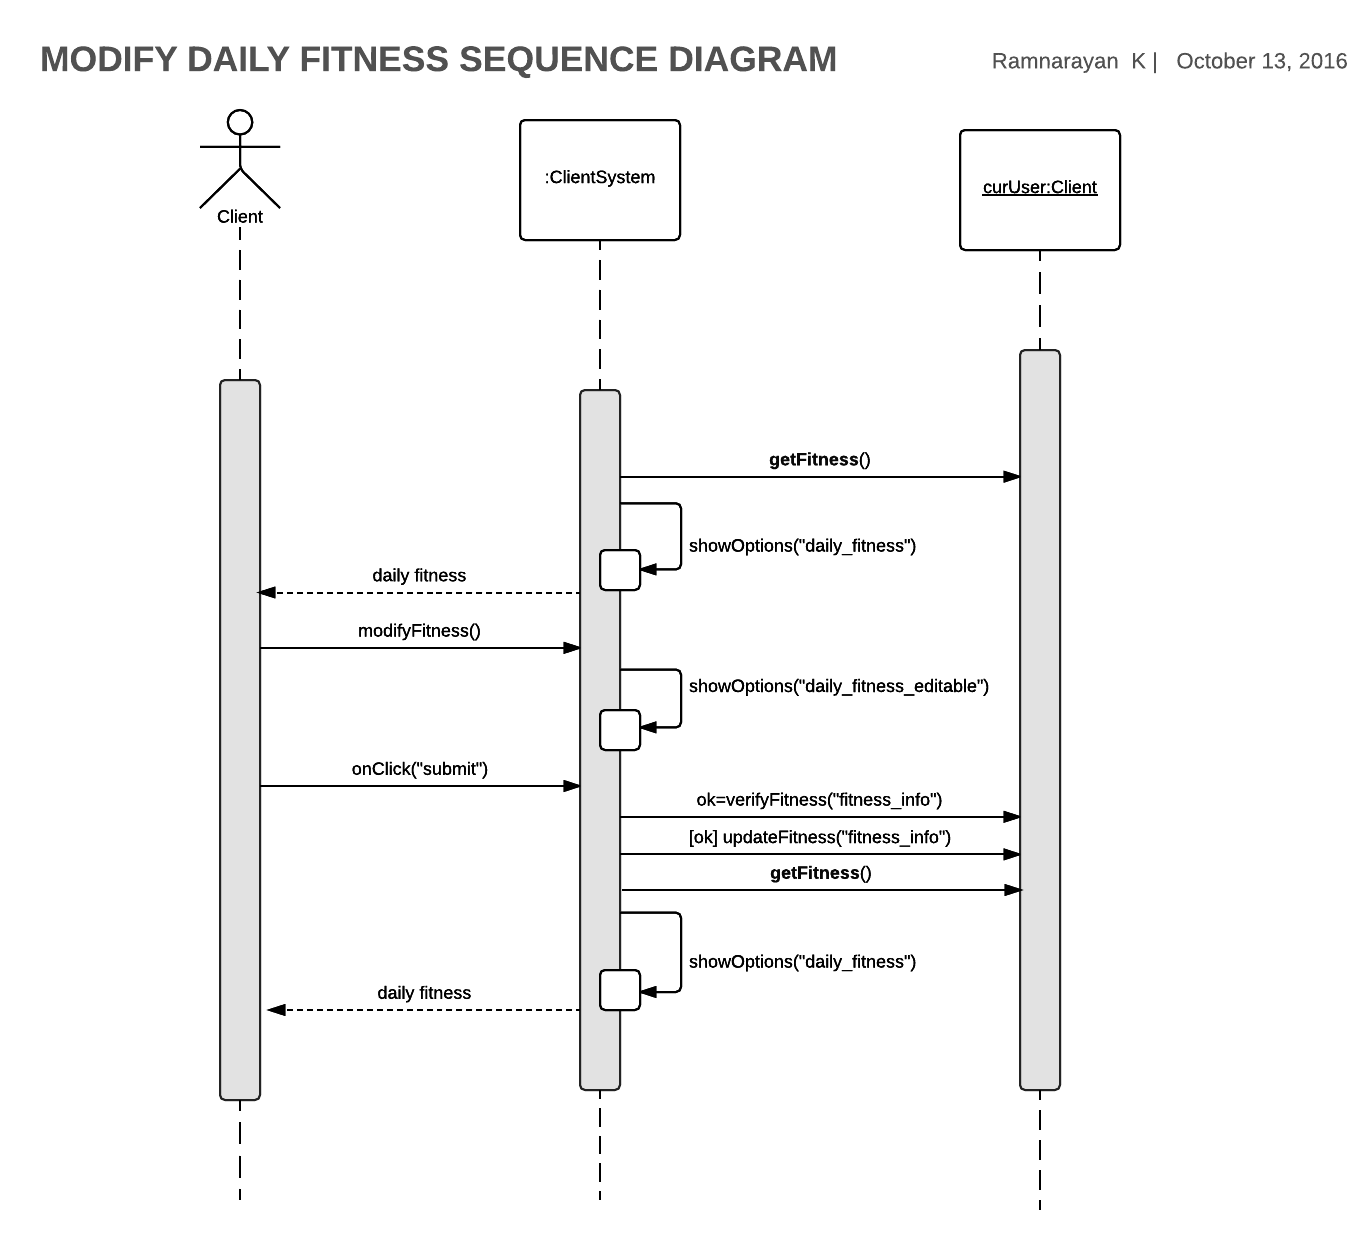 MODIFY DAILY FITNESS SEQUENCE DIAGRAM
Ramnarayan K | October 13, 2016
Client
:ClientSystem
curUser:Client
getFitness()
showOptions("daily_fitness")
daily fitness
modifyFitness()
showOptions("daily_fitness_editable")
onClick("submit")
ok=verifyFitness("fitness_info")
[ok] updateFitness("fitness_info")
getFitness()
showOptions("daily_fitness")
daily fitness